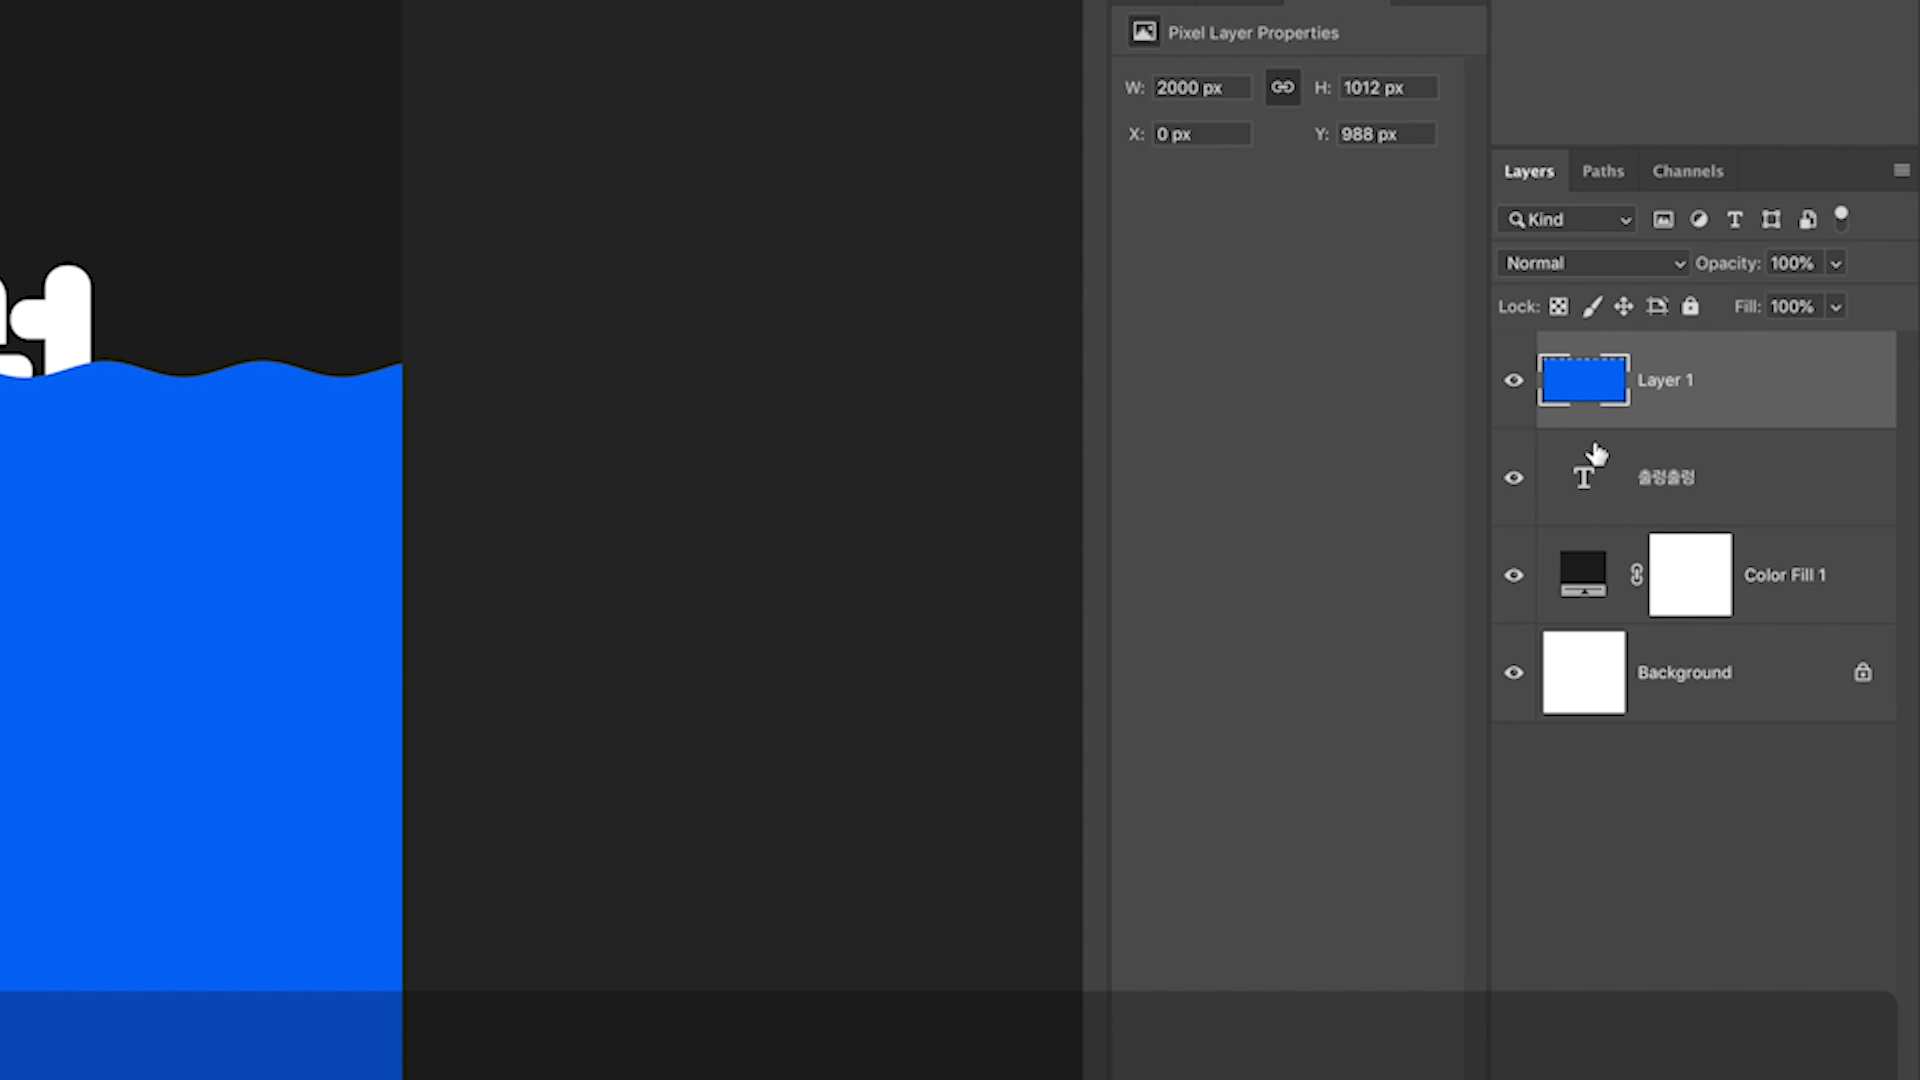 Pixel Layer Properties
W: 2000 px H: 1012 px
X: 0 px Y: 988 px
Layers Paths Channels
Kind
Normal Opacity: 100%
Lock: Fill: 100%
Layer 1
출렁출렁
Color Fill 1
Background